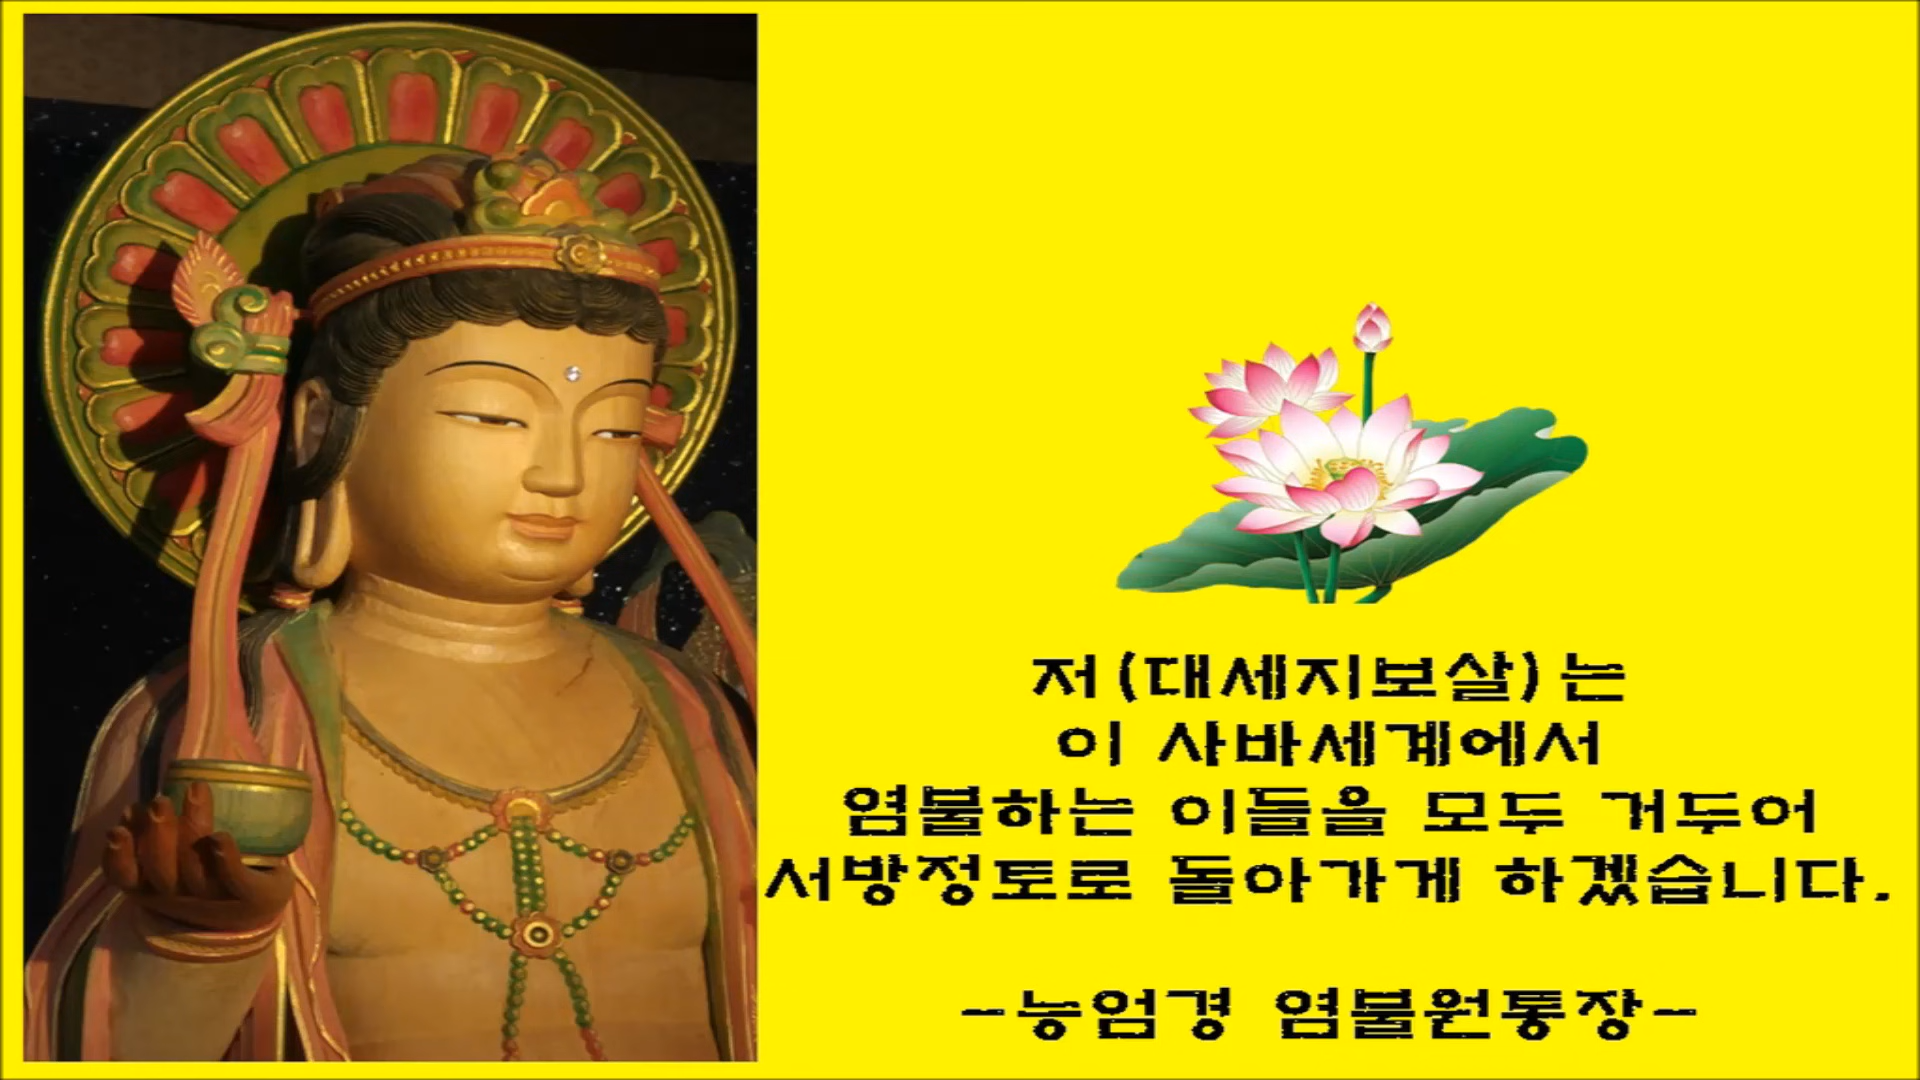 저(대세지보살)는
이 사바세계에서
염불하는 이들을 모두 거두어
서방정토로 돌아가게 하겠습니다.
-능엄경 염불원통장-